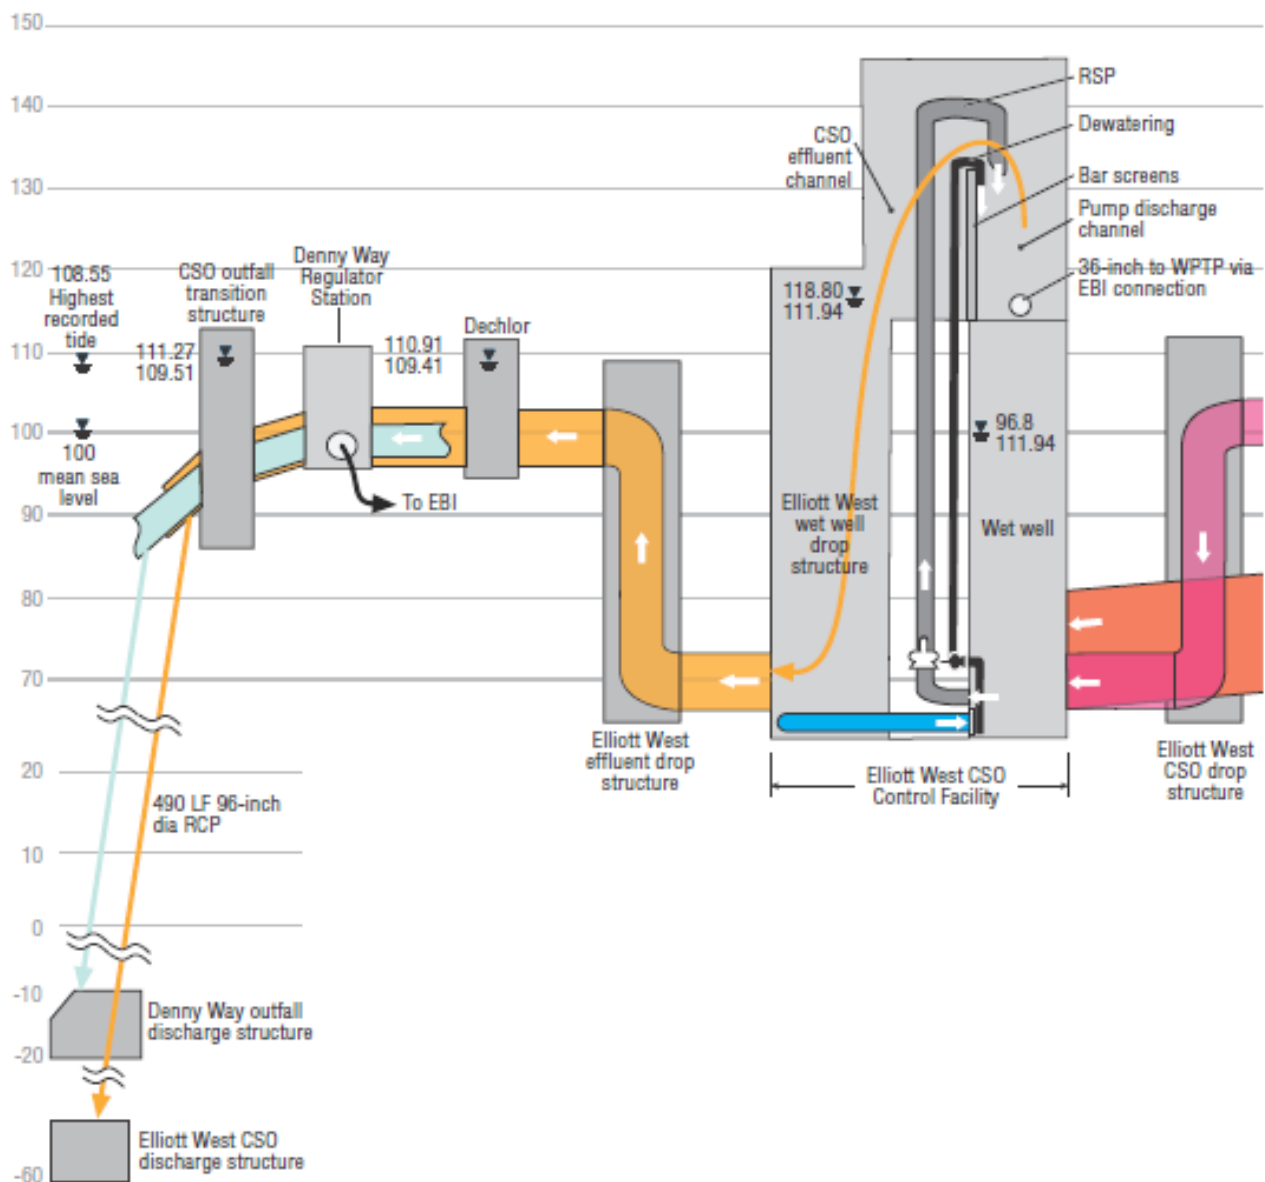 150
140
130
120
110
100
90
80
70
20
10
0
-10
-20
-60
108.55
Highest
recorded
tide
100
mean sea
level
CSO outfall
transition
structure
111.27
109.51
Denny Way
Regulator
Station
110.91
109.41
Dechlor
To EBI
CSO
effluent
channel
118.80
111.94
RSP
Dewatering
Bar screens
Pump discharge
channel
36-inch to WPTP via
EBI connection
96.8
111.94
Elliott West
wet well
drop
structure
Wet well
Elliott West
effluent drop
structure
Elliott West CSO
Control Facility
Elliott West
CSO drop
structure
490 LF 96-inch
dia RCP
Denny Way outfall
discharge structure
Elliott West CSO
discharge structure